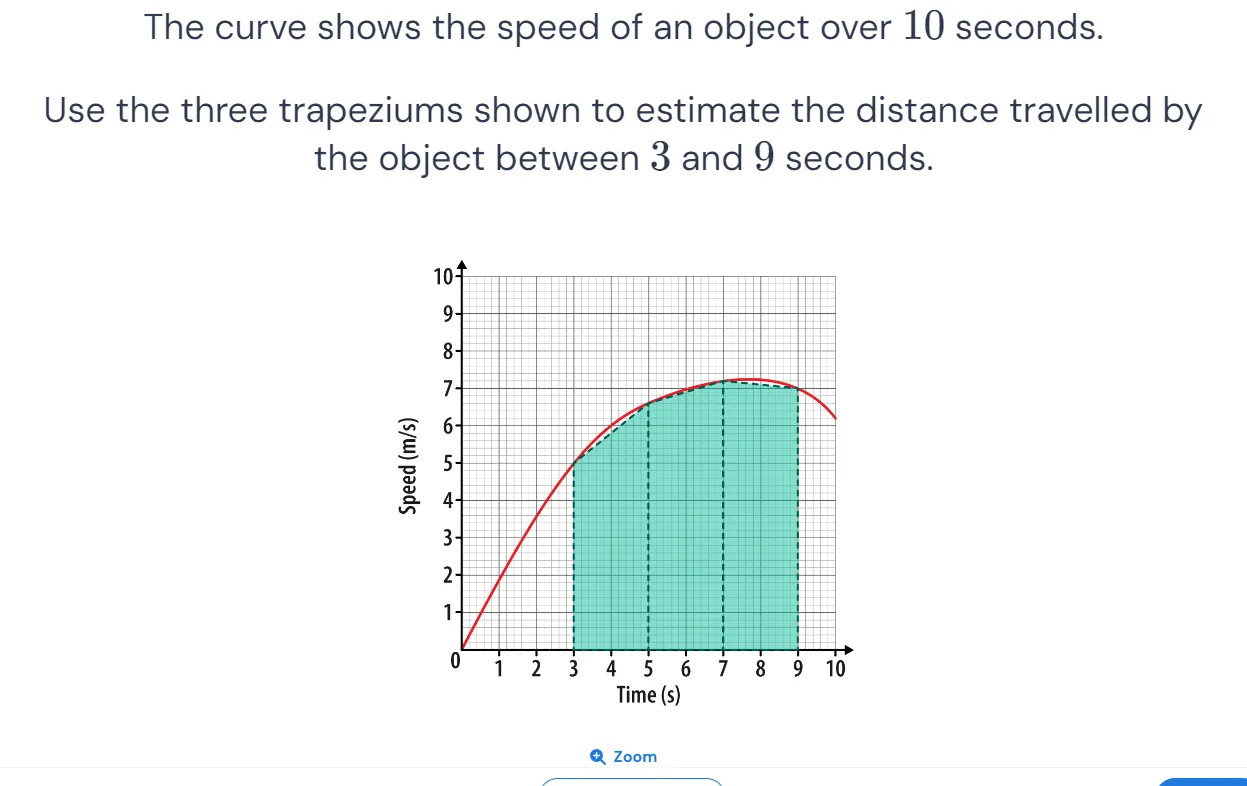 The curve shows the speed of an object over 10 seconds.
Use the three trapeziums shown to estimate the distance travelled by
the object between 3 and 9 seconds.
10
9
8
7
6
5
4
3
2
1
0
Speed (m/s)
1 2 3 4 5 6 7 8 9 10
Time (s)
Zoom